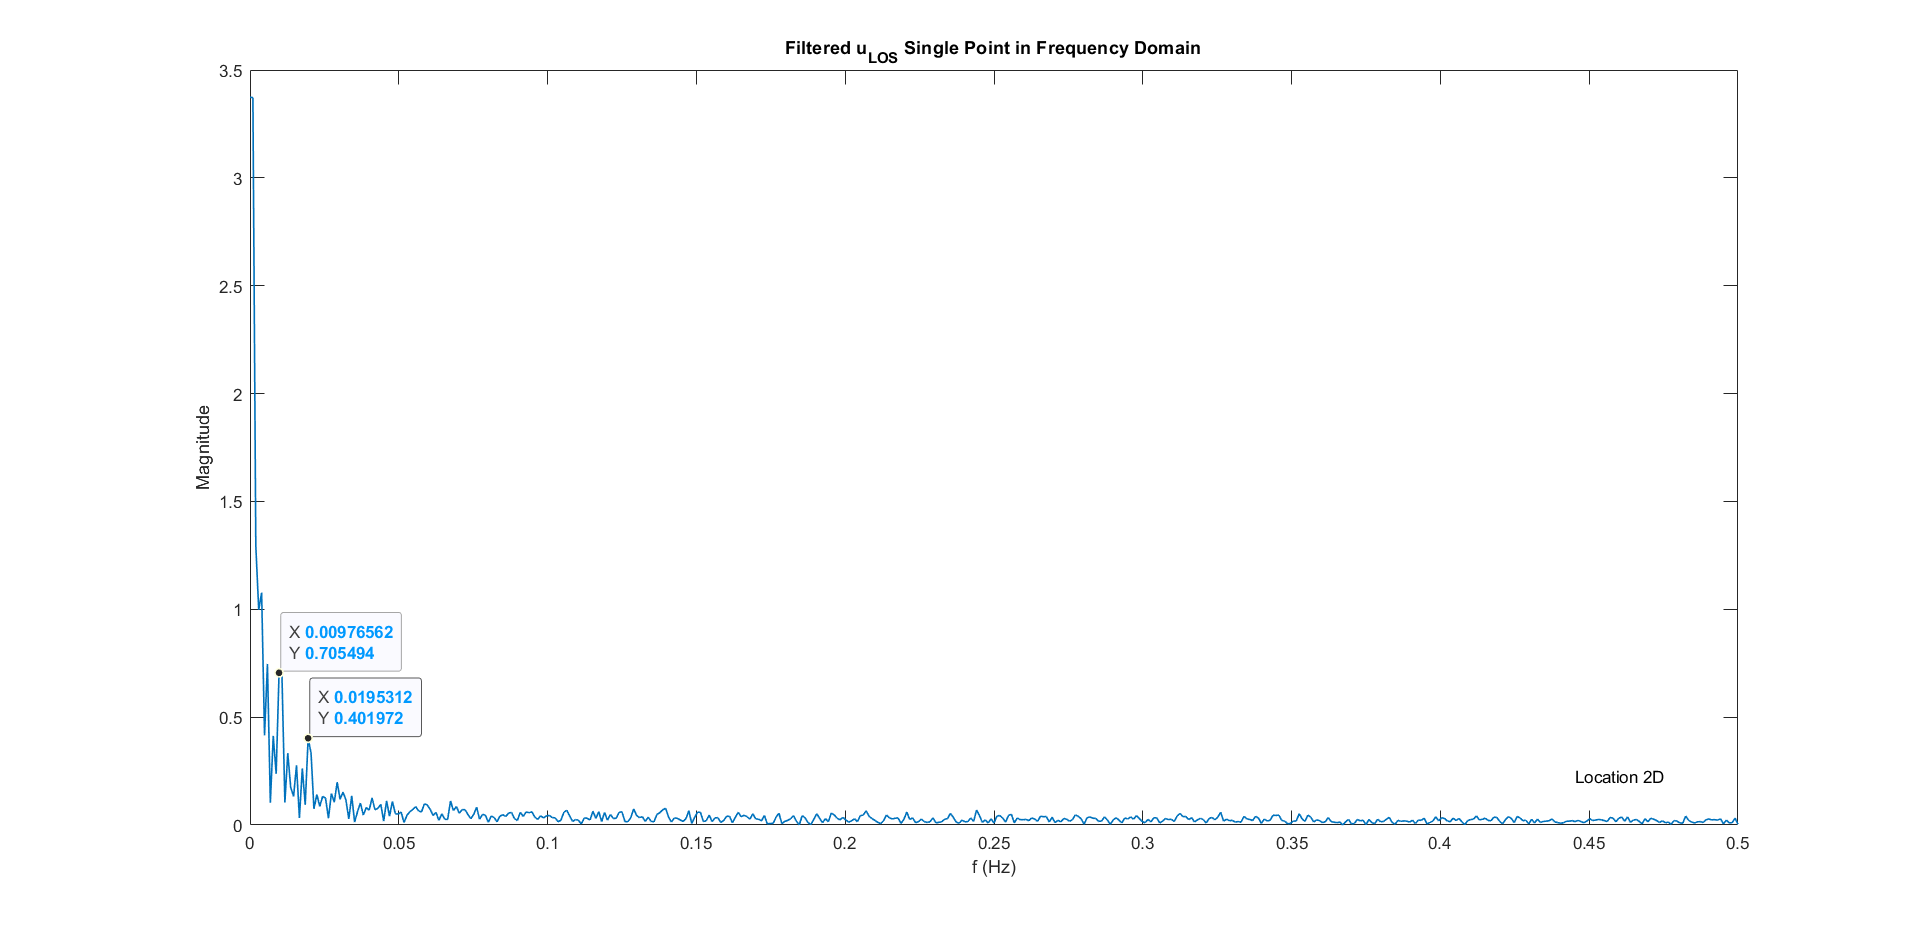 Filtered uLOS Single Point in Frequency Domain
3.5
3
2.5
2
1.5
1
0.5
0
Magnitude
X 0.00976562
Y 0.705494
X 0.0195312
Y 0.401972
Location 2D
0 0.05 0.1 0.15 0.2 0.25 0.3 0.35 0.4 0.45 0.5
f (Hz)